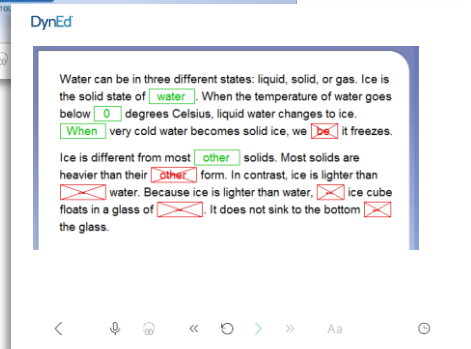 DynEd
Water can be in three different states: liquid, solid, or gas. Ice is
the solid state of water . When the temperature of water goes
below 0 degrees Celsius, liquid water changes to ice.
When very cold water becomes solid ice, we be it freezes.
Ice is different from most other solids. Most solids are
heavier than their other form. In contrast, ice is lighter than
water. Because ice is lighter than water, ice cube
floats in a glass of . It does not sink to the bottom
the glass.
Aa